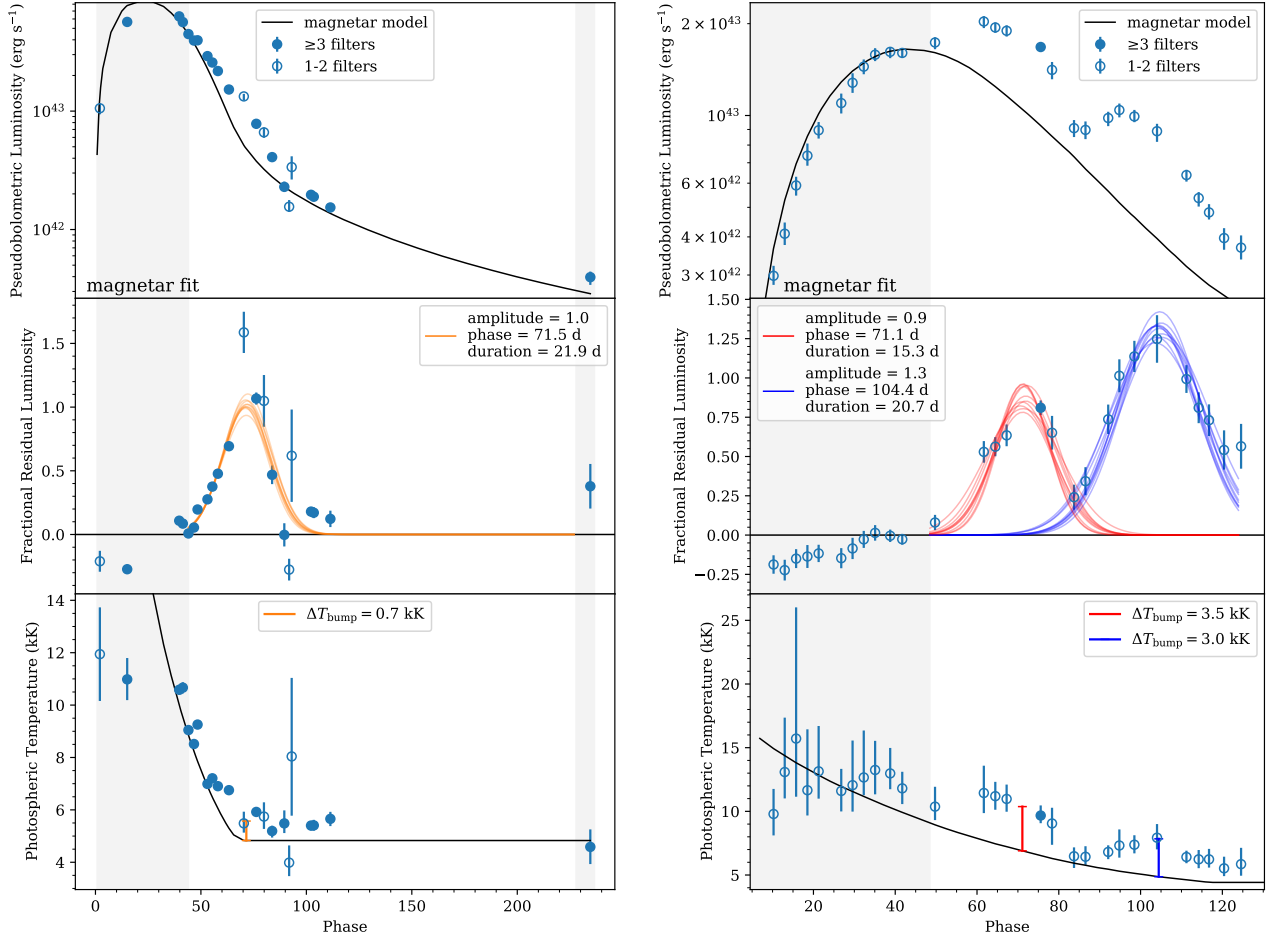 Pseudobolometric Luminosity (erg s⁻¹)
10⁴³
10⁴²
magnetar model
≥3 filters
1-2 filters
magnetar fit
Fractional Residual Luminosity
1.5
1.0
0.5
0.0
amplitude = 1.0
phase = 71.5 d
duration = 21.9 d
Photospheric Temperature (kK)
14
12
10
8
6
4
ΔT_bump = 0.7 kK
0 50 100 150 200
Phase
Pseudobolometric Luminosity (erg s⁻¹)
2 × 10⁴³
10⁴³
6 × 10⁴²
4 × 10⁴²
3 × 10⁴²
magnetar model
≥3 filters
1-2 filters
magnetar fit
Fractional Residual Luminosity
1.50
1.25
1.00
0.75
0.50
0.25
0.00
−0.25
amplitude = 0.9
phase = 71.1 d
duration = 15.3 d
amplitude = 1.3
phase = 104.4 d
duration = 20.7 d
Photospheric Temperature (kK)
25
20
15
10
5
ΔT_bump = 3.5 kK
ΔT_bump = 3.0 kK
20 40 60 80 100 120
Phase